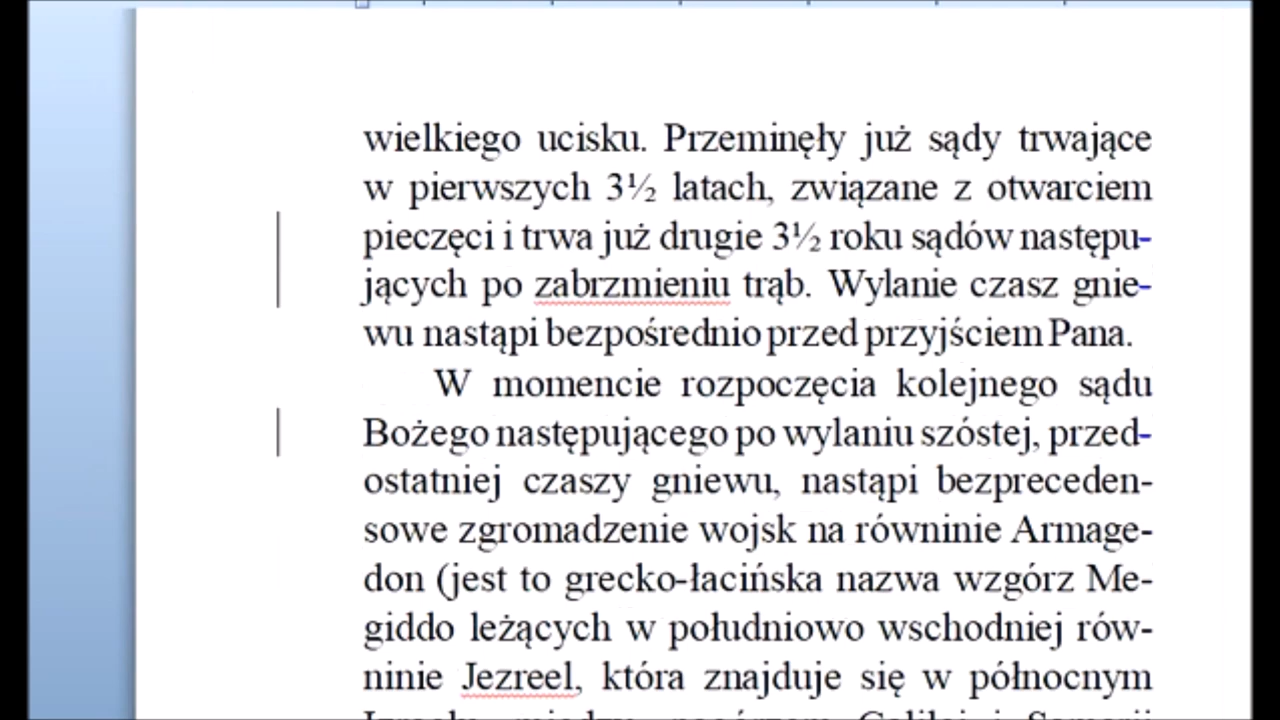 wielkiego ucisku. Przeminęły już sądy trwające
w pierwszych 3½ latach, związane z otwarciem
pieczęci i trwa już drugie 3½ roku sądów następu-
jących po zabrzmieniu trąb. Wylanie czasz gnie-
wu nastąpi bezpośrednio przed przyjściem Pana.
W momencie rozpoczęcia kolejnego sądu
Bożego następującego po wylaniu szóstej, przed-
ostatniej czaszy gniewu, nastąpi bezpreceden-
sowe zgromadzenie wojsk na równinie Armage-
don (jest to grecko-łacińska nazwa wzgórz Me-
giddo leżących w południowo wschodniej rów-
ninie Jezreel, która znajduje się w północnym